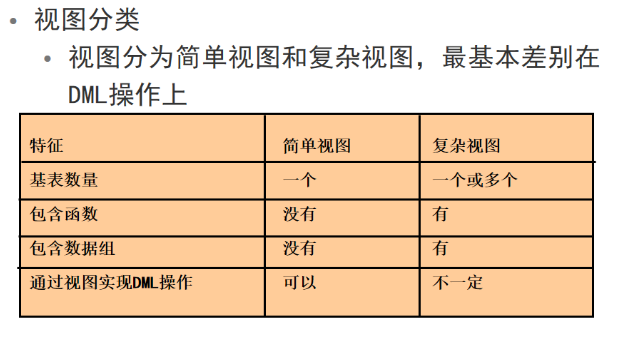 • 视图分类
• 视图分为简单视图和复杂视图，最基本差别在
DML操作上
特征 简单视图 复杂视图
基表数量 一个 一个或多个
包含函数 没有 有
包含数据组 没有 有
通过视图实现DML操作 可以 不一定